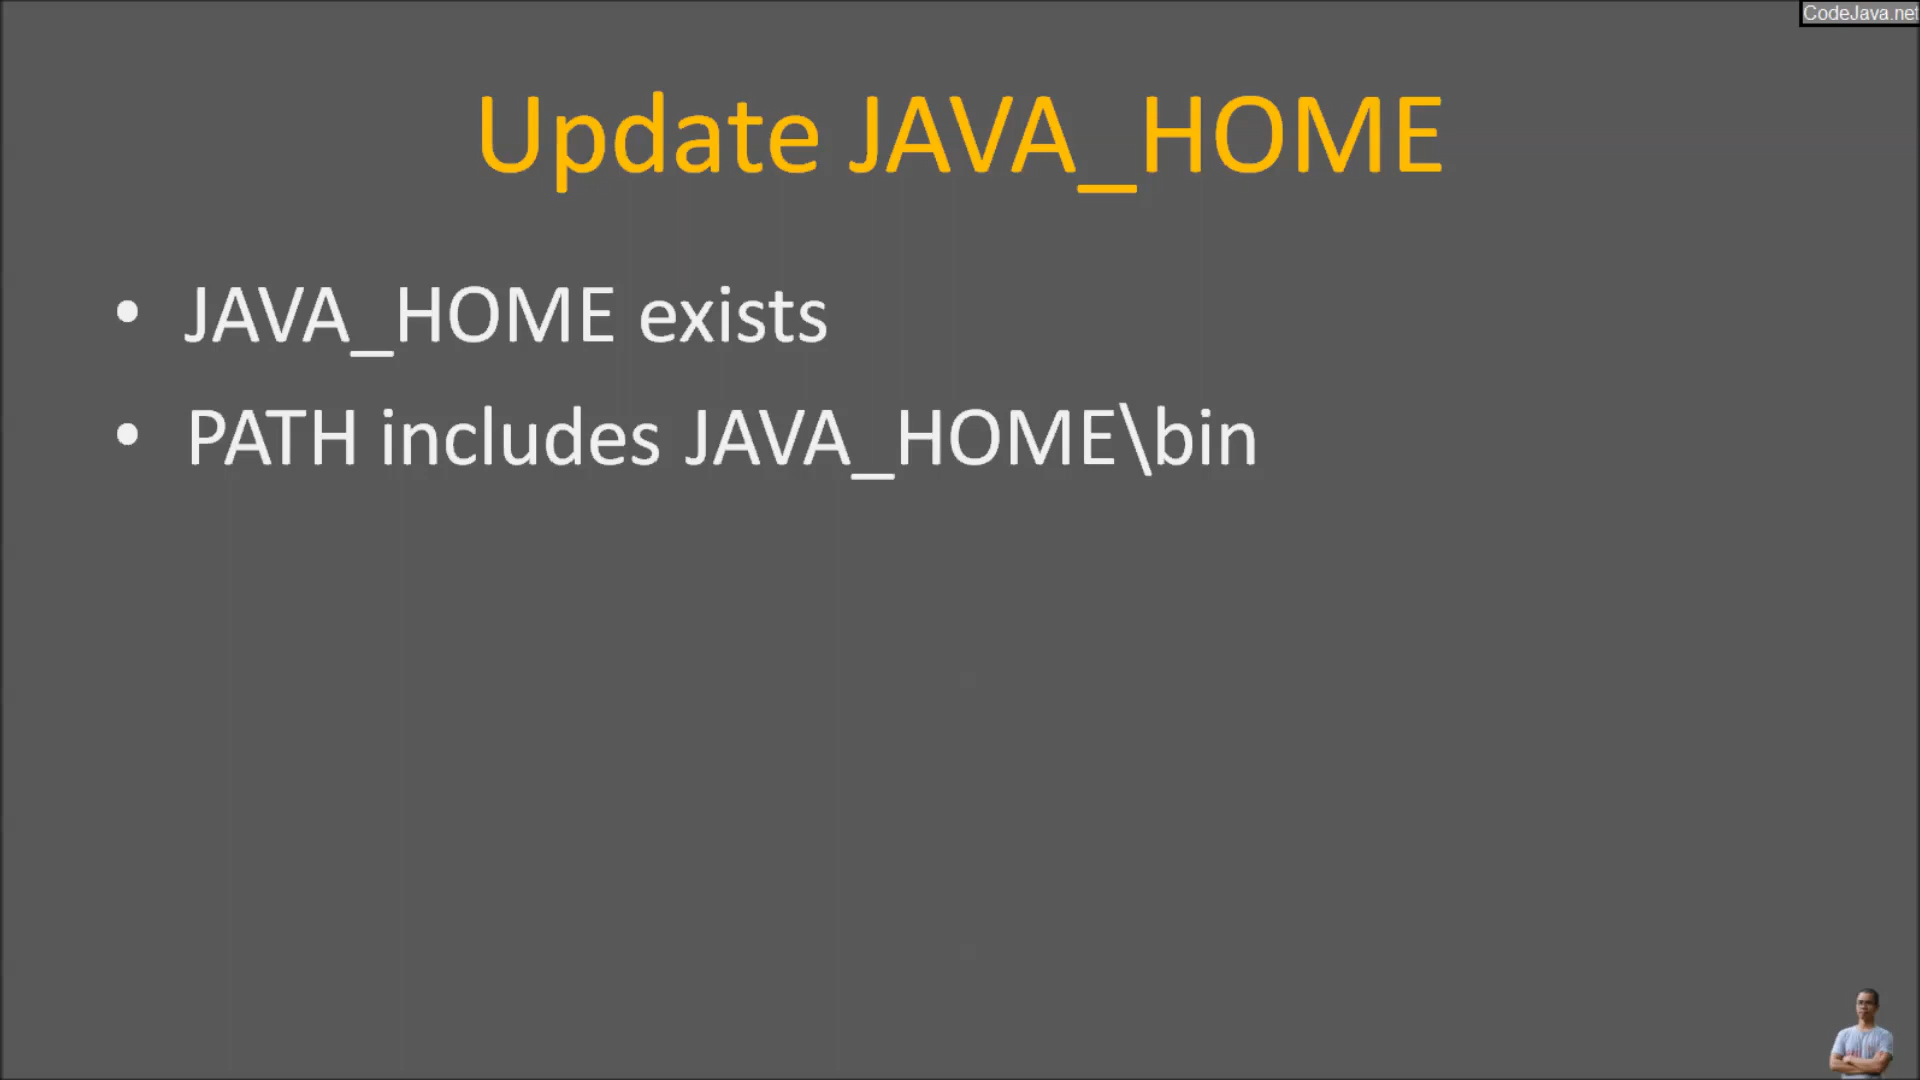 CodeJava.net
Update JAVA_HOME
• JAVA_HOME exists
• PATH includes JAVA_HOME\bin